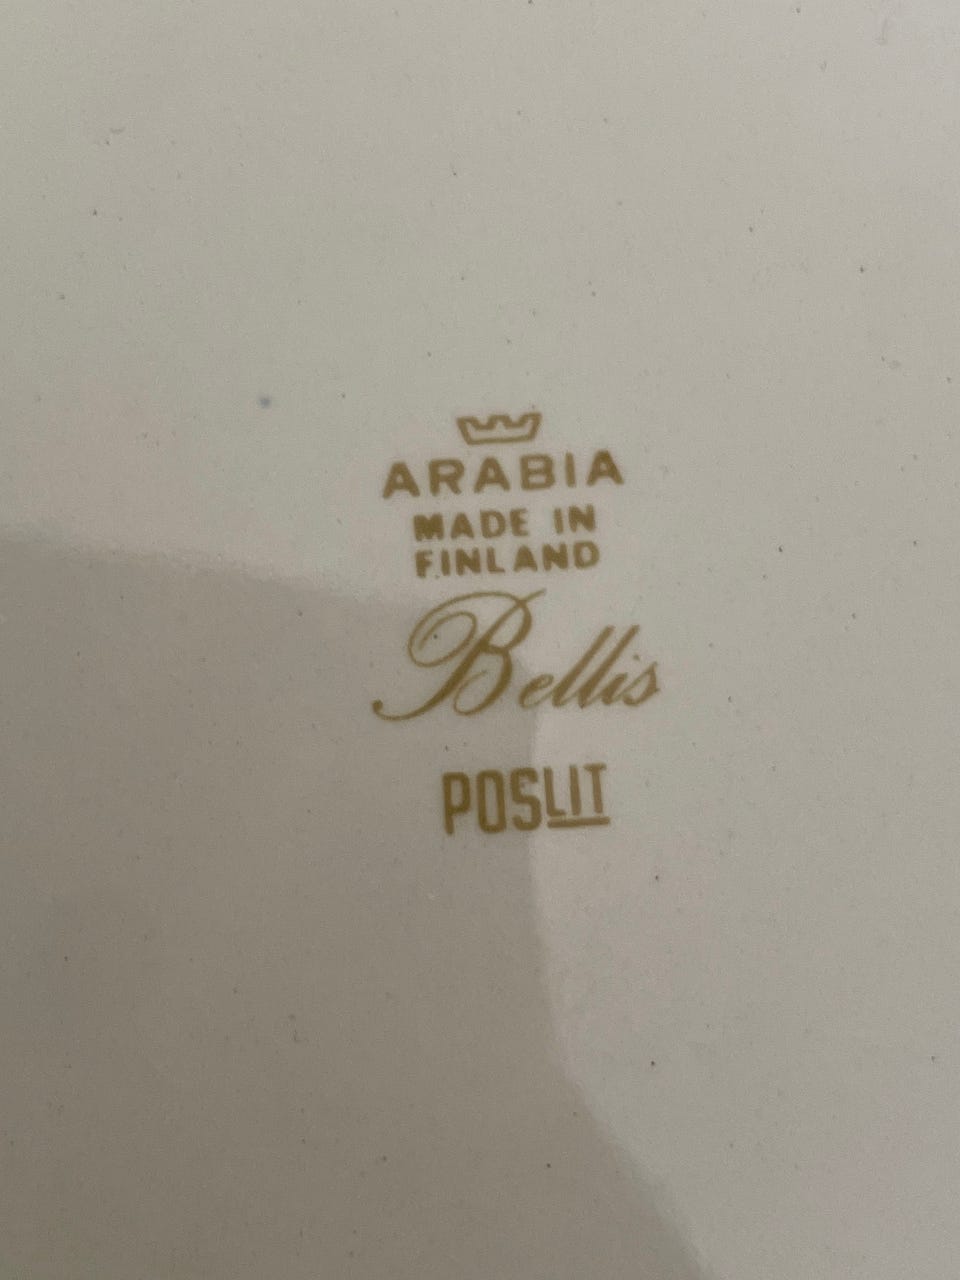 ARABIA
MADE IN
FINLAND
Bellis
POSLIT